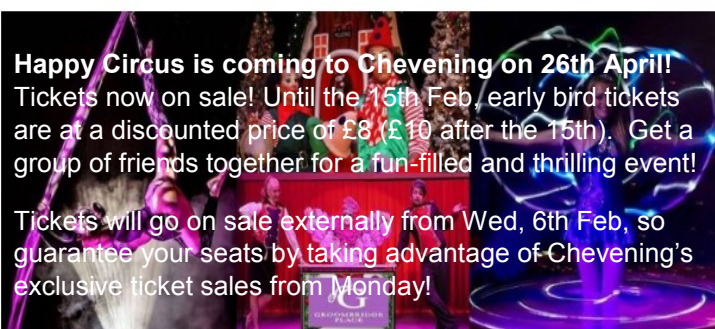 Happy Circus is coming to Chevening on 26th April!
Tickets now on sale! Until the 15th Feb, early bird tickets
are at a discounted price of £8 (£10 after the 15th).  Get a
group of friends together for a fun-filled and thrilling event!
Tickets will go on sale externally from Wed, 6th Feb, so
guarantee your seats by taking advantage of Chevening's
exclusive ticket sales from Monday!
G
GROOMBRIDGE
PLACE